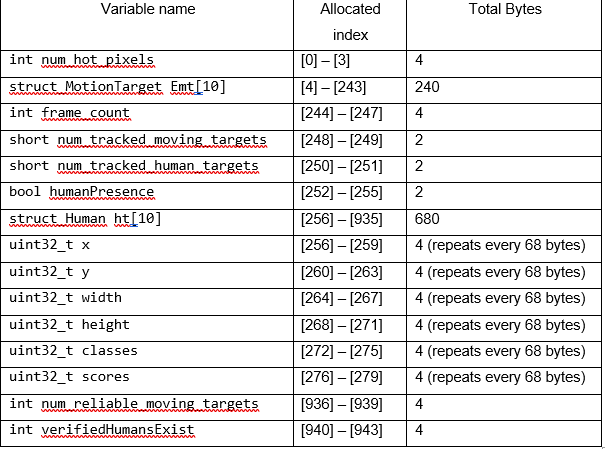 Variable name Allocated index Total Bytes
int num_hot_pixels [0] – [3] 4
struct MotionTarget Emt[10] [4] – [243] 240
int frame_count [244] – [247] 4
short num_tracked_moving_targets [248] – [249] 2
short num_tracked_human_targets [250] – [251] 2
bool humanPresence [252] – [255] 2
struct Human ht[10] [256] – [935] 680
uint32_t x [256] – [259] 4 (repeats every 68 bytes)
uint32_t y [260] – [263] 4 (repeats every 68 bytes)
uint32_t width [264] – [267] 4 (repeats every 68 bytes)
uint32_t height [268] – [271] 4 (repeats every 68 bytes)
uint32_t classes [272] – [275] 4 (repeats every 68 bytes)
uint32_t scores [276] – [279] 4 (repeats every 68 bytes)
int num_reliable_moving_targets [936] – [939] 4
int verifiedHumansExist [940] – [943] 4